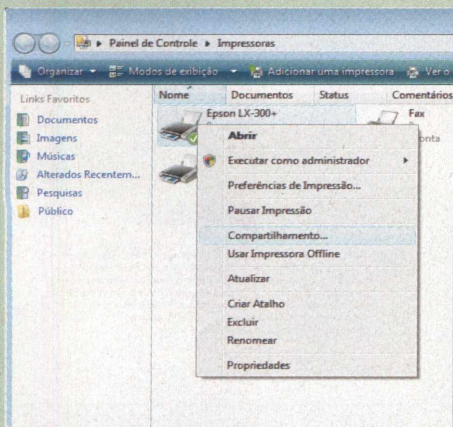 Painel de Controle ▸ Impressoras
Organizar Modos de exibição Adicionar uma impressora Ver o
Links Favoritos
Documentos
Imagens
Músicas
Alterados Recentem...
Pesquisas
Público
Nome Documentos Status Comentários
Epson LX-300+
Fax
Abrir
Executar como administrador
Preferências de Impressão...
Pausar Impressão
Compartilhamento...
Usar Impressora Offline
Atualizar
Criar Atalho
Excluir
Renomear
Propriedades